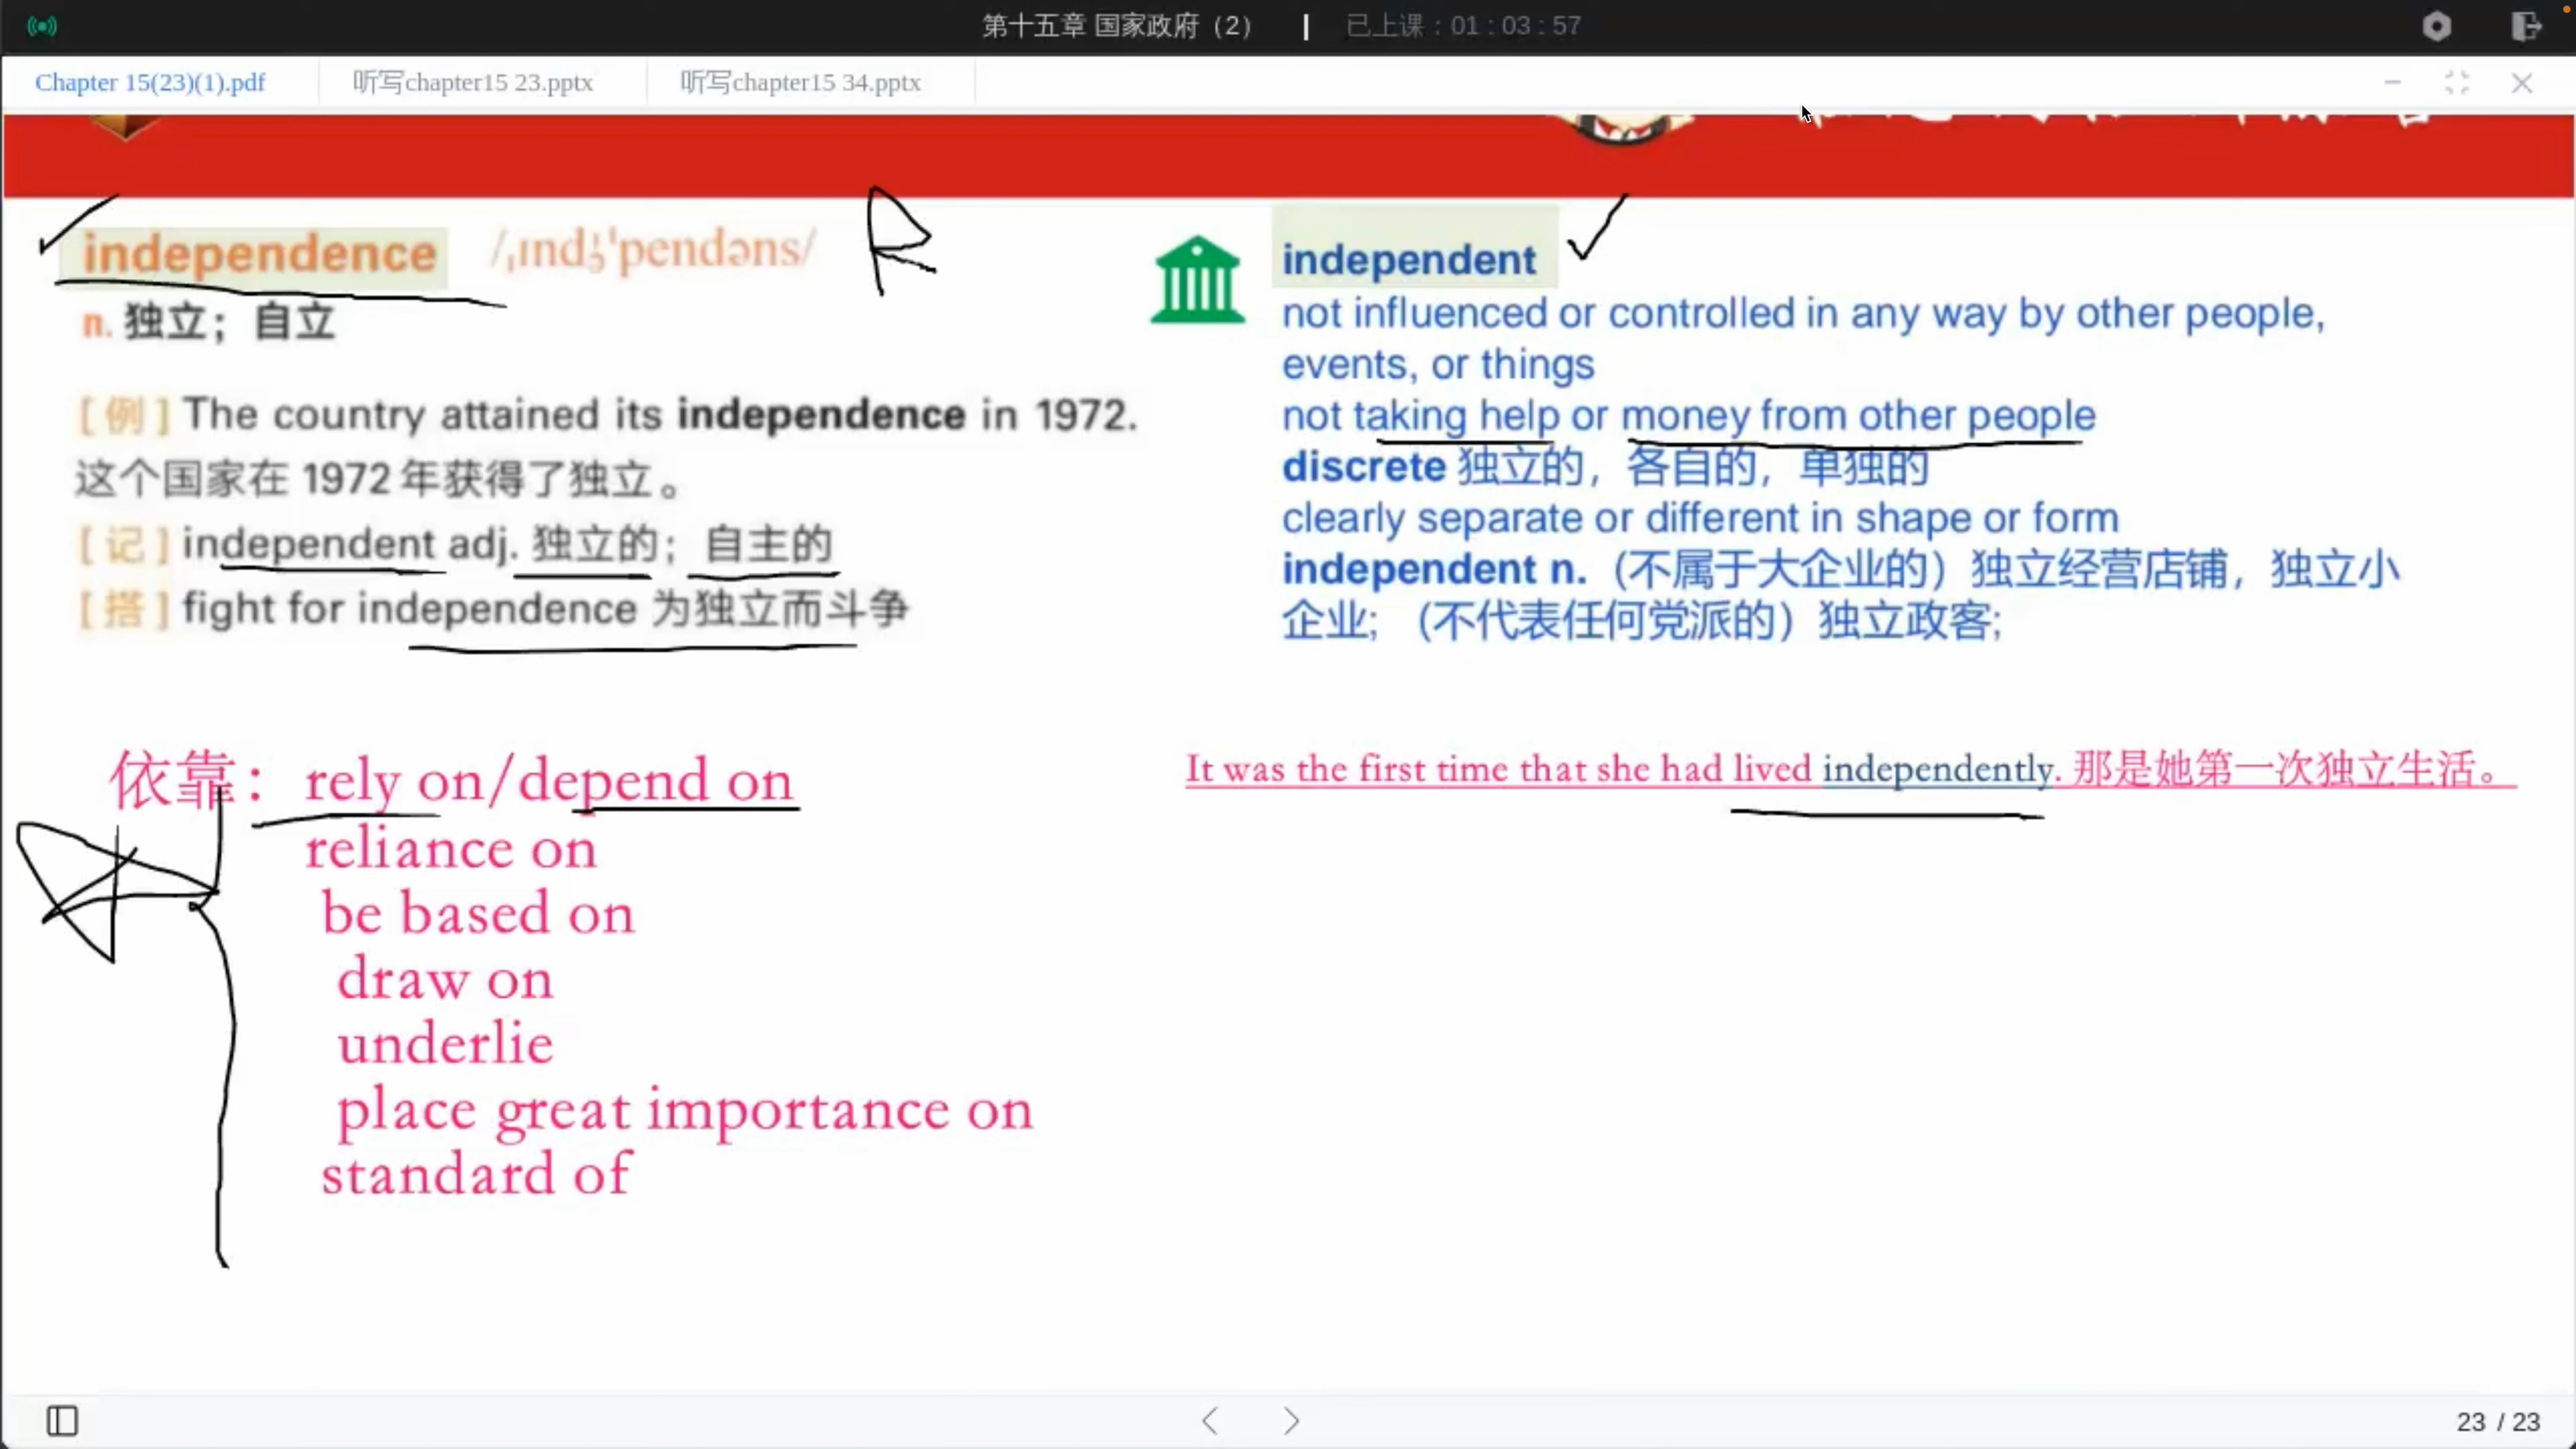 第十五章 国家政府（2） | 已上课：01 : 03 : 57
Chapter 15(23)(1).pdf 听写chapter15 23.pptx 听写chapter15 34.pptx
independence /ˌɪndɪˈpendəns/ R
n. 独立；自立
[ 例 ] The country attained its independence in 1972.
这个国家在 1972 年获得了独立。
[ 记 ] independent adj. 独立的；自主的
[ 搭 ] fight for independence 为独立而斗争
independent
not influenced or controlled in any way by other people,
events, or things
not taking help or money from other people
discrete 独立的，各自的，单独的
clearly separate or different in shape or form
independent n.（不属于大企业的）独立经营店铺，独立小
企业；（不代表任何党派的）独立政客；
依靠：rely on/depend on
reliance on
be based on
draw on
underlie
place great importance on
standard of
It was the first time that she had lived independently. 那是她第一次独立生活。
23 / 23